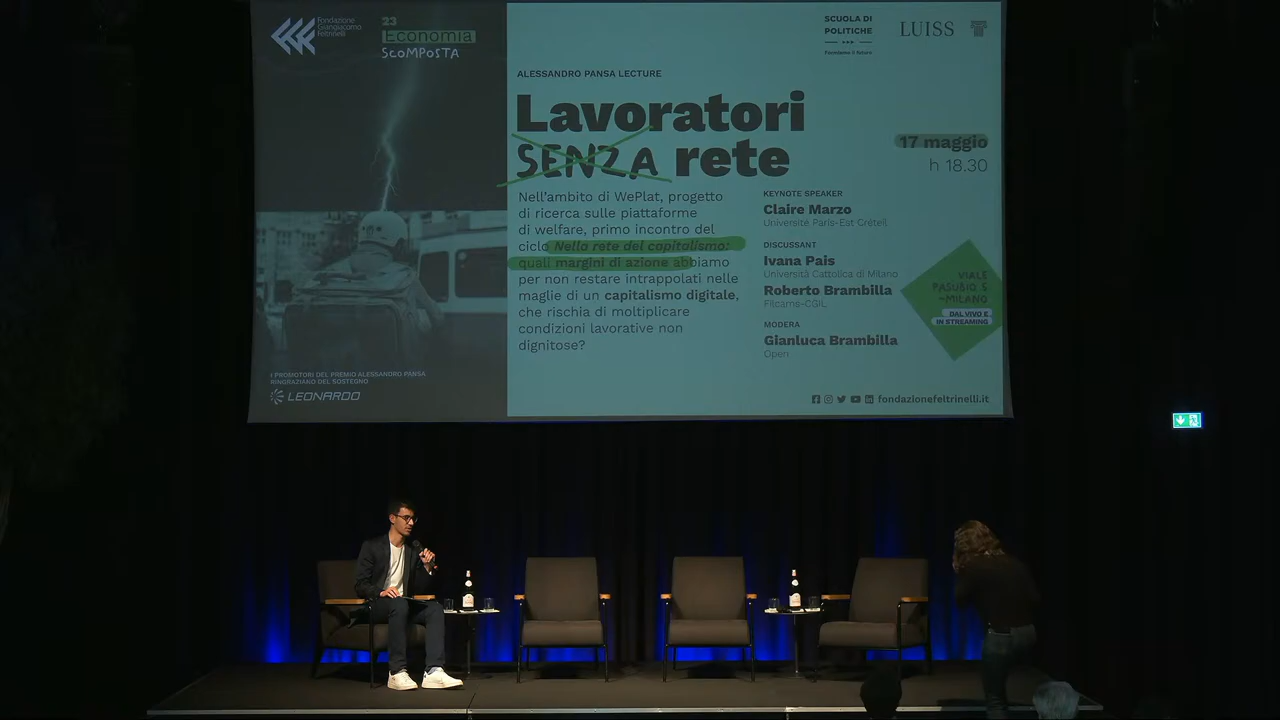 Fondazione
Giangiacomo
Feltrinelli
23
Economia
SCOMPOSTA
SCUOLA DI
POLITICHE
Fondiamo il futuro
LUISS
ALESSANDRO PANSA LECTURE
Lavoratori
SENZA rete
17 maggio
h 18.30
Nell'ambito di WePlat, progetto
di ricerca sulle piattaforme
di welfare, primo incontro del
ciclo Nella rete del capitalismo:
quali margini di azione abbiamo
per non restare intrappolati nelle
maglie di un capitalismo digitale,
che rischia di moltiplicare
condizioni lavorative non
dignitose?
KEYNOTE SPEAKER
Claire Marzo
Université Paris-Est Créteil
DISCUSSANT
Ivana Pais
Università Cattolica di Milano
Roberto Brambilla
Filcams-CGIL
MODERA
Gianluca Brambilla
Open
VIALE
PASUBIO 5
-MILANO
DAL VIVO E
IN STREAMING
I PROMOTORI DEL PREMIO ALESSANDRO PANSA
RINGRAZIANO DEL SOSTEGNO
LEONARDO
fondazionefeltrinelli.it